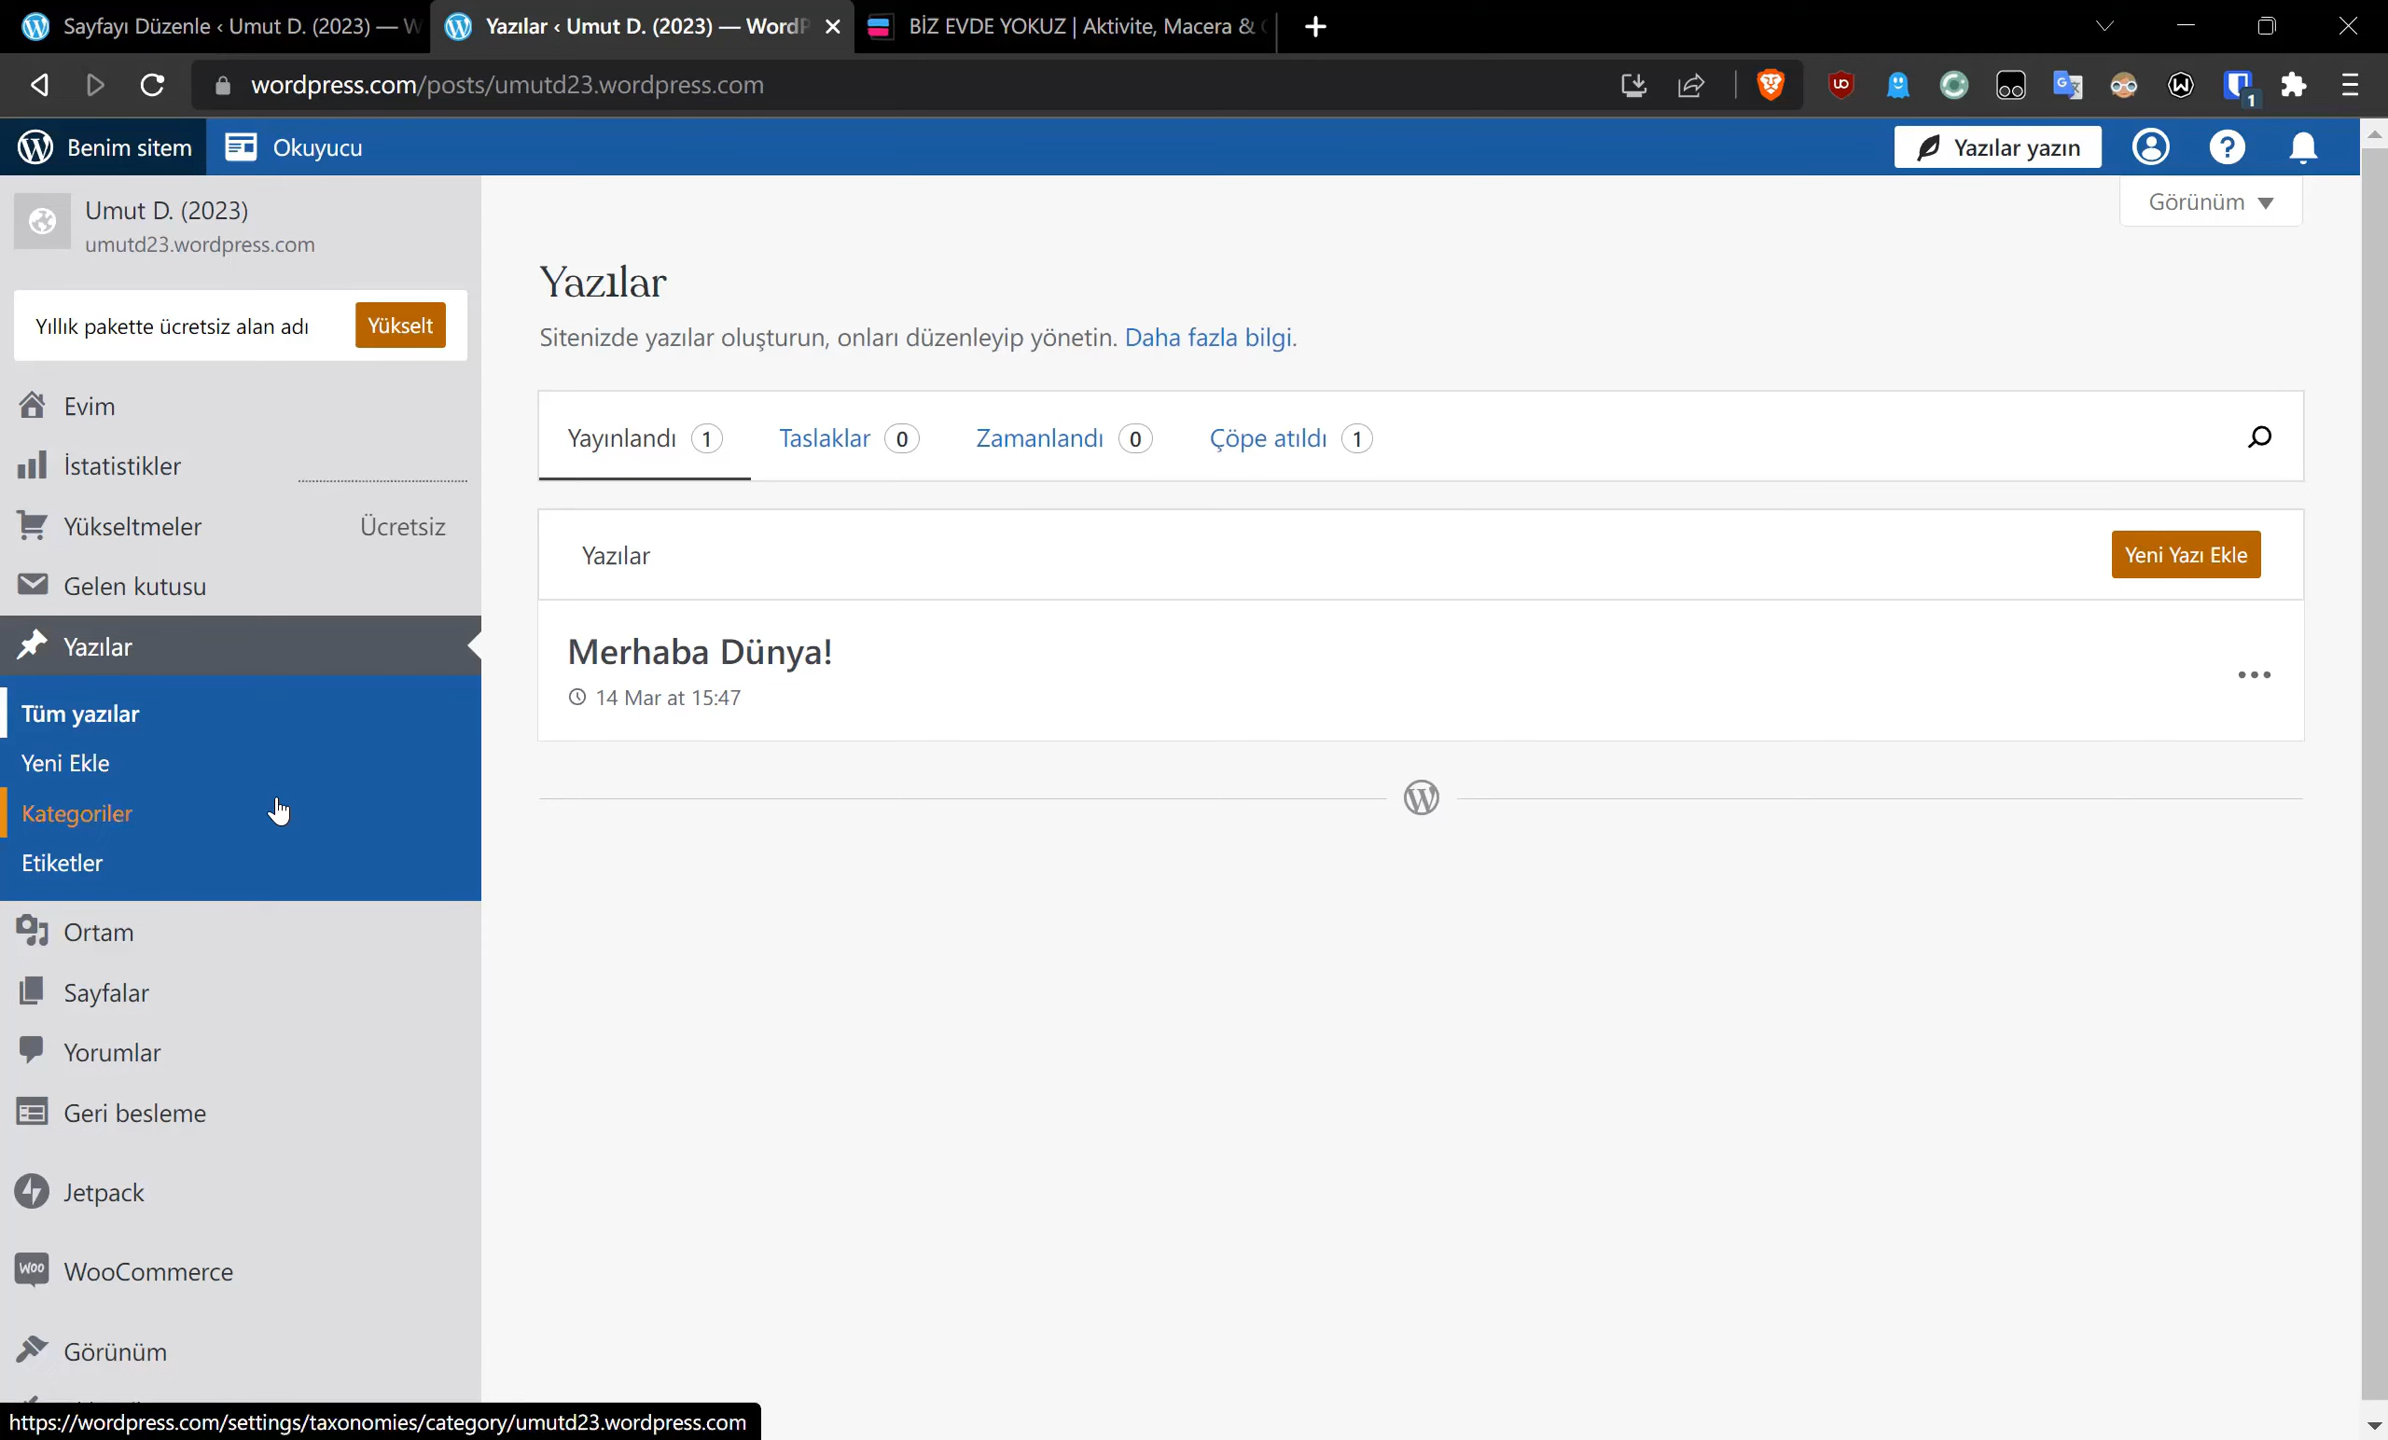 Sayfayı Düzenle ‹ Umut D. (2023) — W
Yazılar ‹ Umut D. (2023) — WordP
BİZ EVDE YOKUZ | Aktivite, Macera &
wordpress.com/posts/umutd23.wordpress.com
1
Benim sitem
Okuyucu
Yazılar yazın
Umut D. (2023)
umutd23.wordpress.com
Yıllık pakette ücretsiz alan adı
Yükselt
Evim
İstatistikler
Yükseltmeler Ücretsiz
Gelen kutusu
Yazılar
Tüm yazılar
Yeni Ekle
Kategoriler
Etiketler
Ortam
Sayfalar
Yorumlar
Geri besleme
Jetpack
WOO
WooCommerce
Görünüm
Görünüm
Yazılar
Sitenizde yazılar oluşturun, onları düzenleyip yönetin. Daha fazla bilgi.
Yayınlandı 1 Taslaklar 0 Zamanlandı 0 Çöpe atıldı 1
Yazılar
Yeni Yazı Ekle
Merhaba Dünya!
14 Mar at 15:47
https://wordpress.com/settings/taxonomies/category/umutd23.wordpress.com